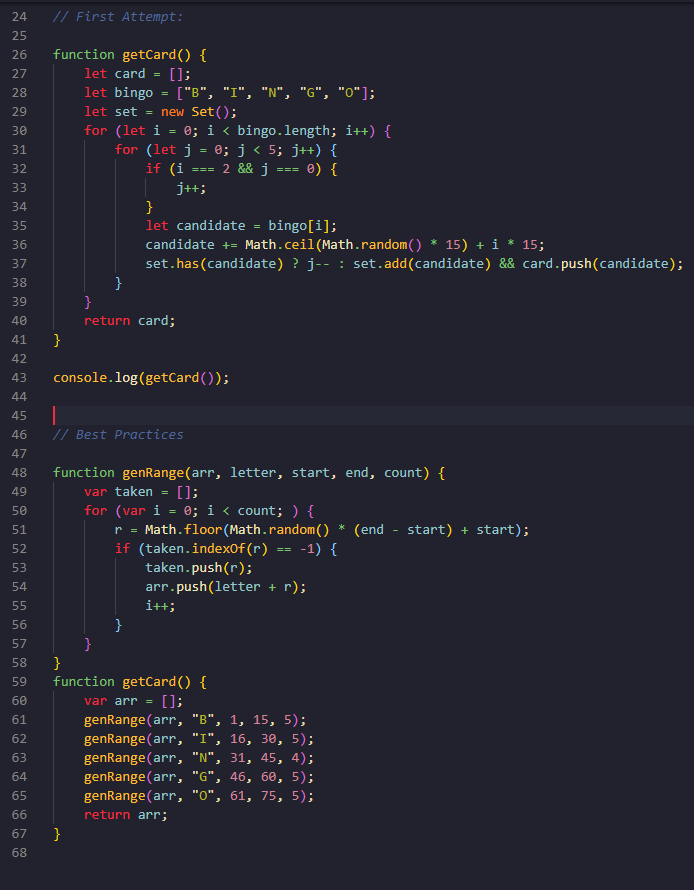 24 // First Attempt:
25
26 function getCard() {
27     let card = [];
28     let bingo = ["B", "I", "N", "G", "O"];
29     let set = new Set();
30     for (let i = 0; i < bingo.length; i++) {
31         for (let j = 0; j < 5; j++) {
32             if (i === 2 && j === 0) {
33                 j++;
34             }
35             let candidate = bingo[i];
36             candidate += Math.ceil(Math.random() * 15) + i * 15;
37             set.has(candidate) ? j-- : set.add(candidate) && card.push(candidate);
38         }
39     }
40     return card;
41 }
42
43 console.log(getCard());
44
45
46 // Best Practices
47
48 function genRange(arr, letter, start, end, count) {
49     var taken = [];
50     for (var i = 0; i < count; ) {
51         r = Math.floor(Math.random() * (end - start) + start);
52         if (taken.indexOf(r) == -1) {
53             taken.push(r);
54             arr.push(letter + r);
55             i++;
56         }
57     }
58 }
59 function getCard() {
60     var arr = [];
61     genRange(arr, "B", 1, 15, 5);
62     genRange(arr, "I", 16, 30, 5);
63     genRange(arr, "N", 31, 45, 4);
64     genRange(arr, "G", 46, 60, 5);
65     genRange(arr, "O", 61, 75, 5);
66     return arr;
67 }
68